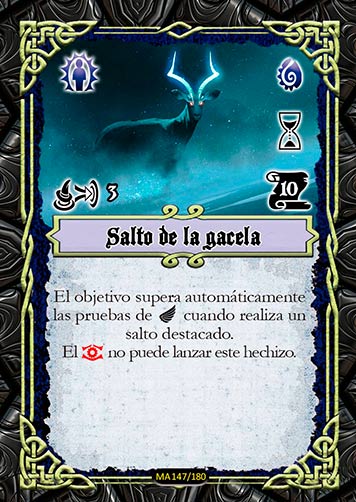 3
10
Salto de la gacela
El objetivo supera automáticamente
las pruebas de cuando realiza un
salto destacado.
El no puede lanzar este hechizo.
MA147/180